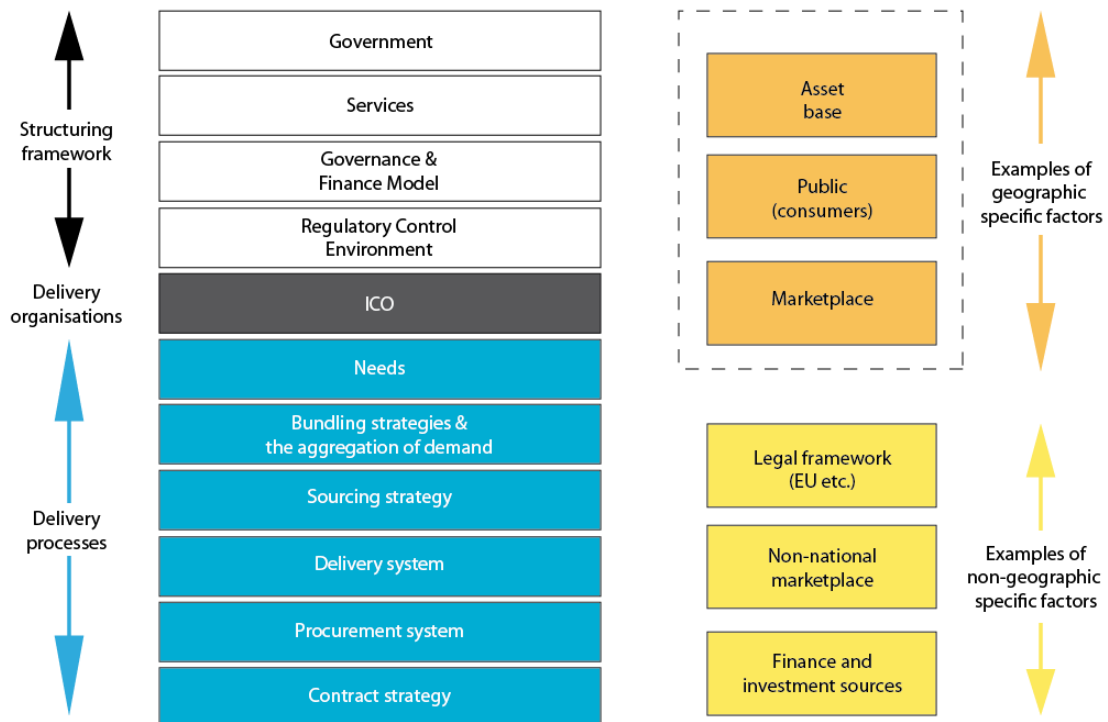 Structuring
framework
Delivery
organisations
Delivery
processes
Government
Services
Governance &
Finance Model
Regulatory Control
Environment
ICO
Needs
Bundling strategies &
the aggregation of demand
Sourcing strategy
Delivery system
Procurement system
Contract strategy
Asset
base
Public
(consumers)
Marketplace
Examples of
geographic
specific factors
Legal framework
(EU etc.)
Non-national
marketplace
Finance and
investment sources
Examples of
non-geographic
specific factors